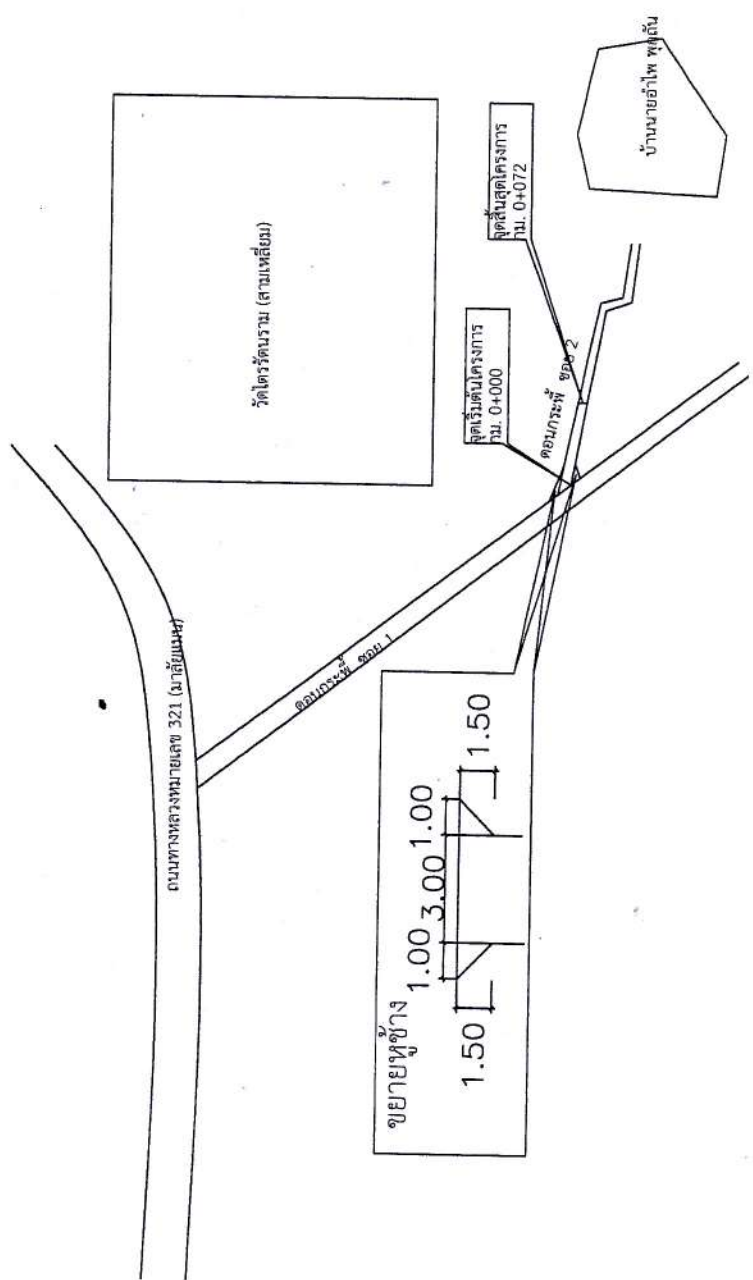 ถนนทางหลวงหมายเลข 321 (มาลัยแมน)
วัดไตรรัตนราม (สามเหลี่ยม)
ดอนกระพี้ ซอย 1
จุดเริ่มต้นโครงการ
กม. 0+000
จุดสิ้นสุดโครงการ
กม. 0+072
ดอนกระพี้ ซอย 2
บ้านนายอำไพ
ขยายหูช้าง
1.00
3.00
1.00
1.50
1.50